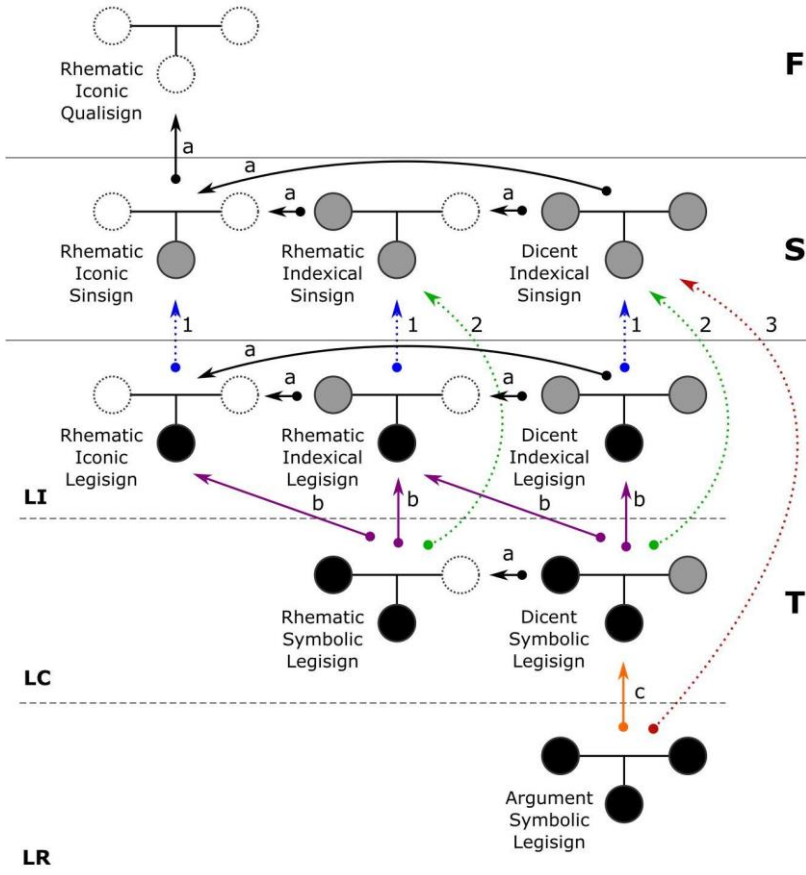 F
Rhematic
Iconic
Qualisign
a
a
a
a
S
Rhematic
Iconic
Sinsign
Rhematic
Indexical
Sinsign
Dicent
Indexical
Sinsign
1
1
2
1
2
3
a
a
a
Rhematic
Iconic
Legisign
Rhematic
Indexical
Legisign
Dicent
Indexical
Legisign
LI
b
b
b
b
a
T
Rhematic
Symbolic
Legisign
Dicent
Symbolic
Legisign
LC
c
Argument
Symbolic
Legisign
LR